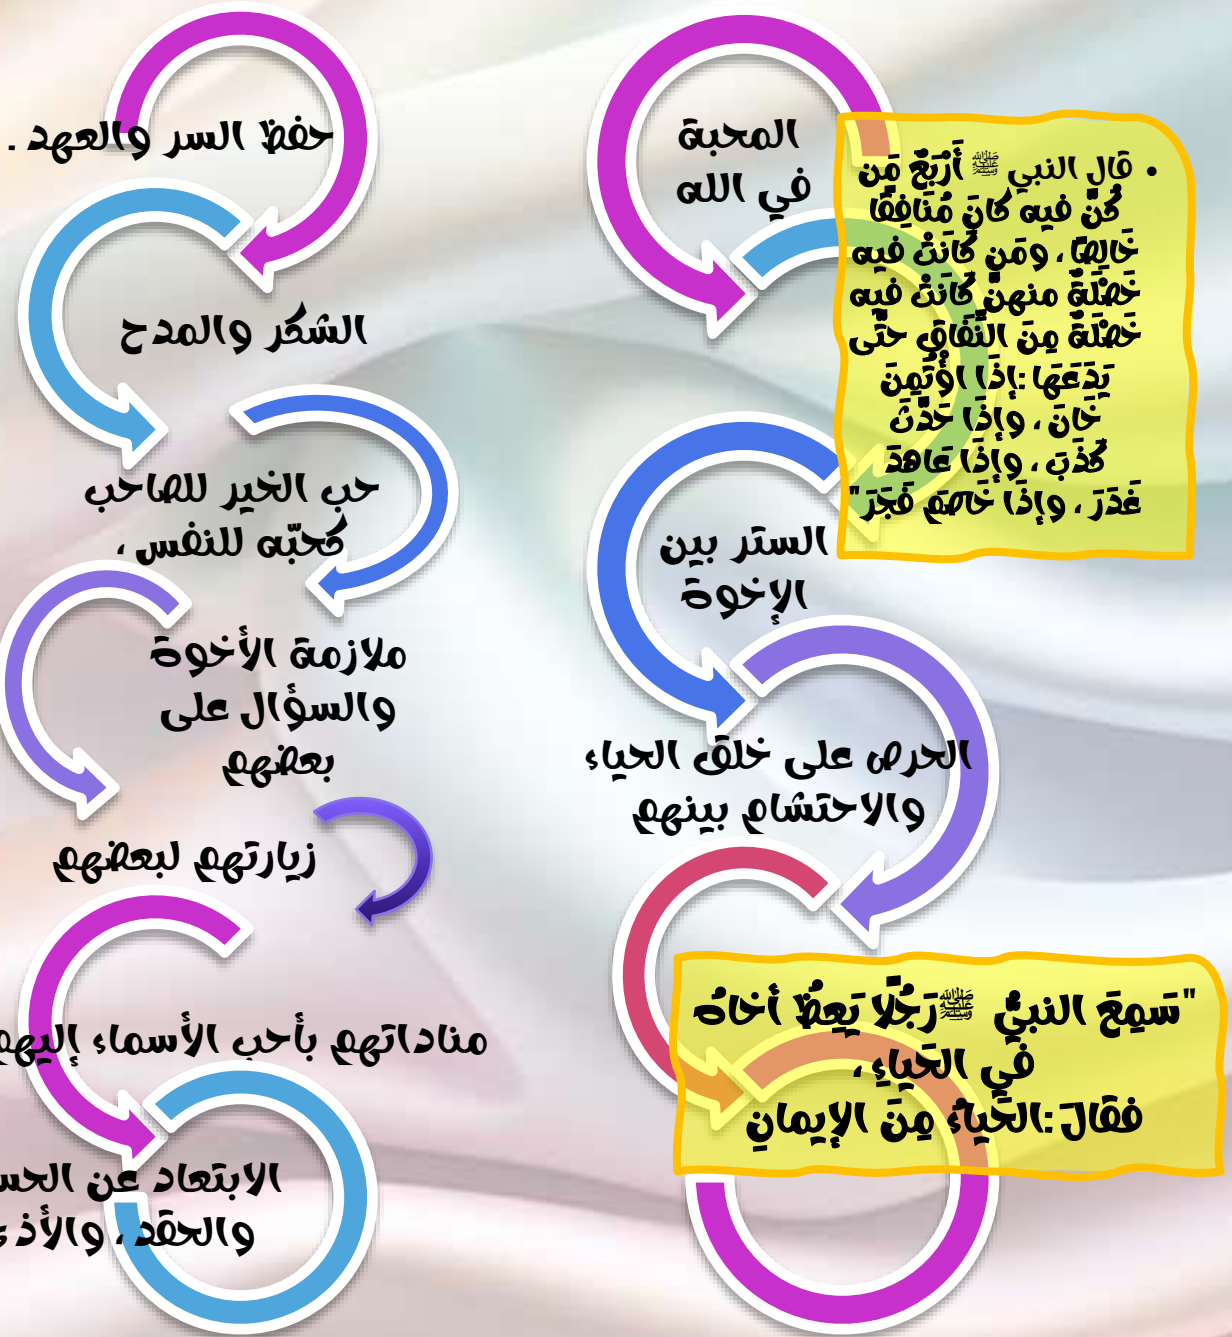 المحبة
في الله
• قال النبي ﷺ أَرْبَعٌ مَن
كُنَّ فيه كانَ مُنَافِقًا
خَالِصًا ، ومَن كَانَتْ فيه
خَصْلَةٌ منهنَّ كَانَتْ فيه
خَصْلَةٌ مِنَ النِّفَاقِ حتَّى
يَدَعَهَا :إذَا اؤْتُمِنَ
خَانَ ، وإذَا حَدَّثَ
كَذَبَ ، وإذَا عَاهَدَ
غَدَرَ ، وإذَا خَاصَمَ فَجَرَ"
الستر بين
الإخوة
الحرص على خلق الحياء
والاحتشام بينهم
"سَمِعَ النبيُّ ﷺ رَجُلًا يَعِظُ أخاهُ
في الحَياءِ ،
فقالَ :الحَياءُ مِنَ الإيمانِ
حفظ السر والعهد .
الشكر والمدح
حب الخير للصاحب
كحبّه للنفس ،
ملازمة الأخوة
والسؤال على
بعضهم
زيارتهم لبعضهم
مناداتهم بأحب الأسماء إليهم
الابتعاد عن
والحقد ،